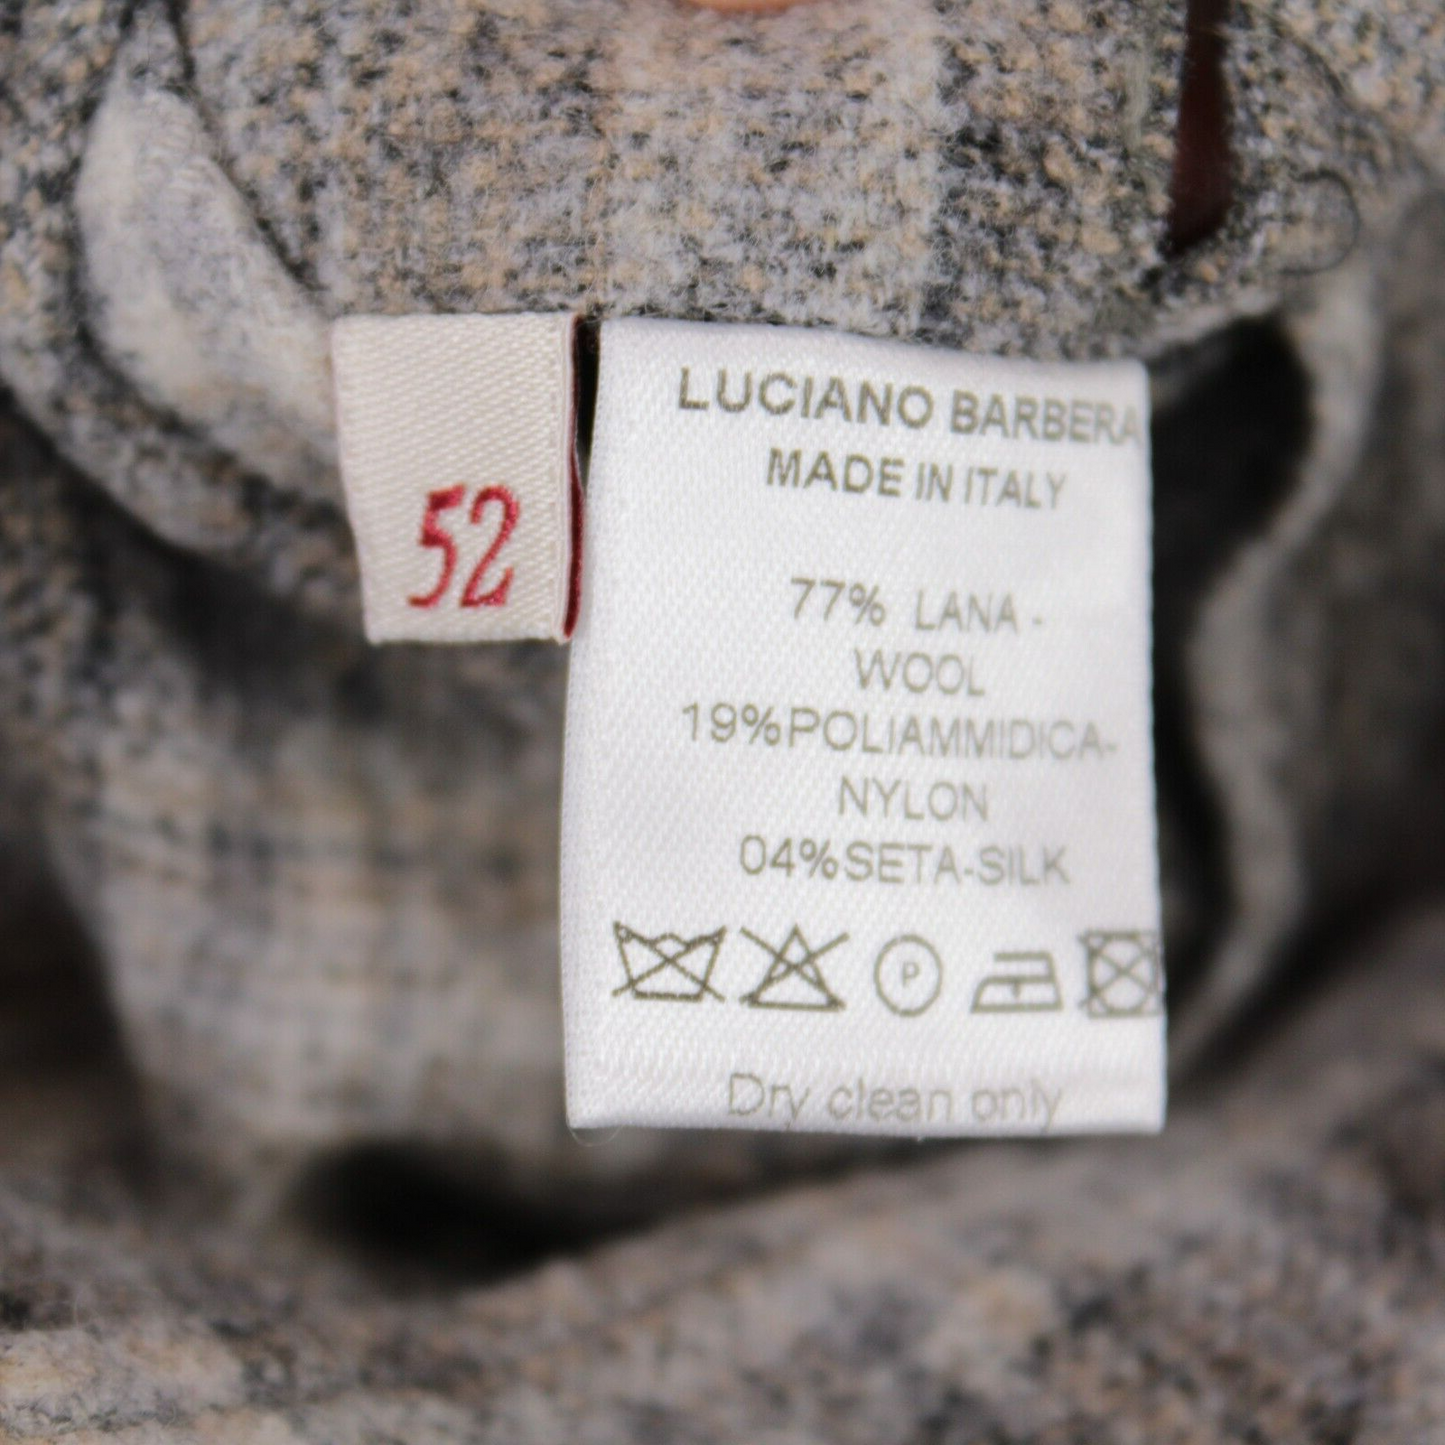 52
LUCIANO BARBERA
MADE IN ITALY
77% LANA -
WOOL
19%POLIAMMIDICA-
NYLON
04%SETA-SILK
P
Dry clean only